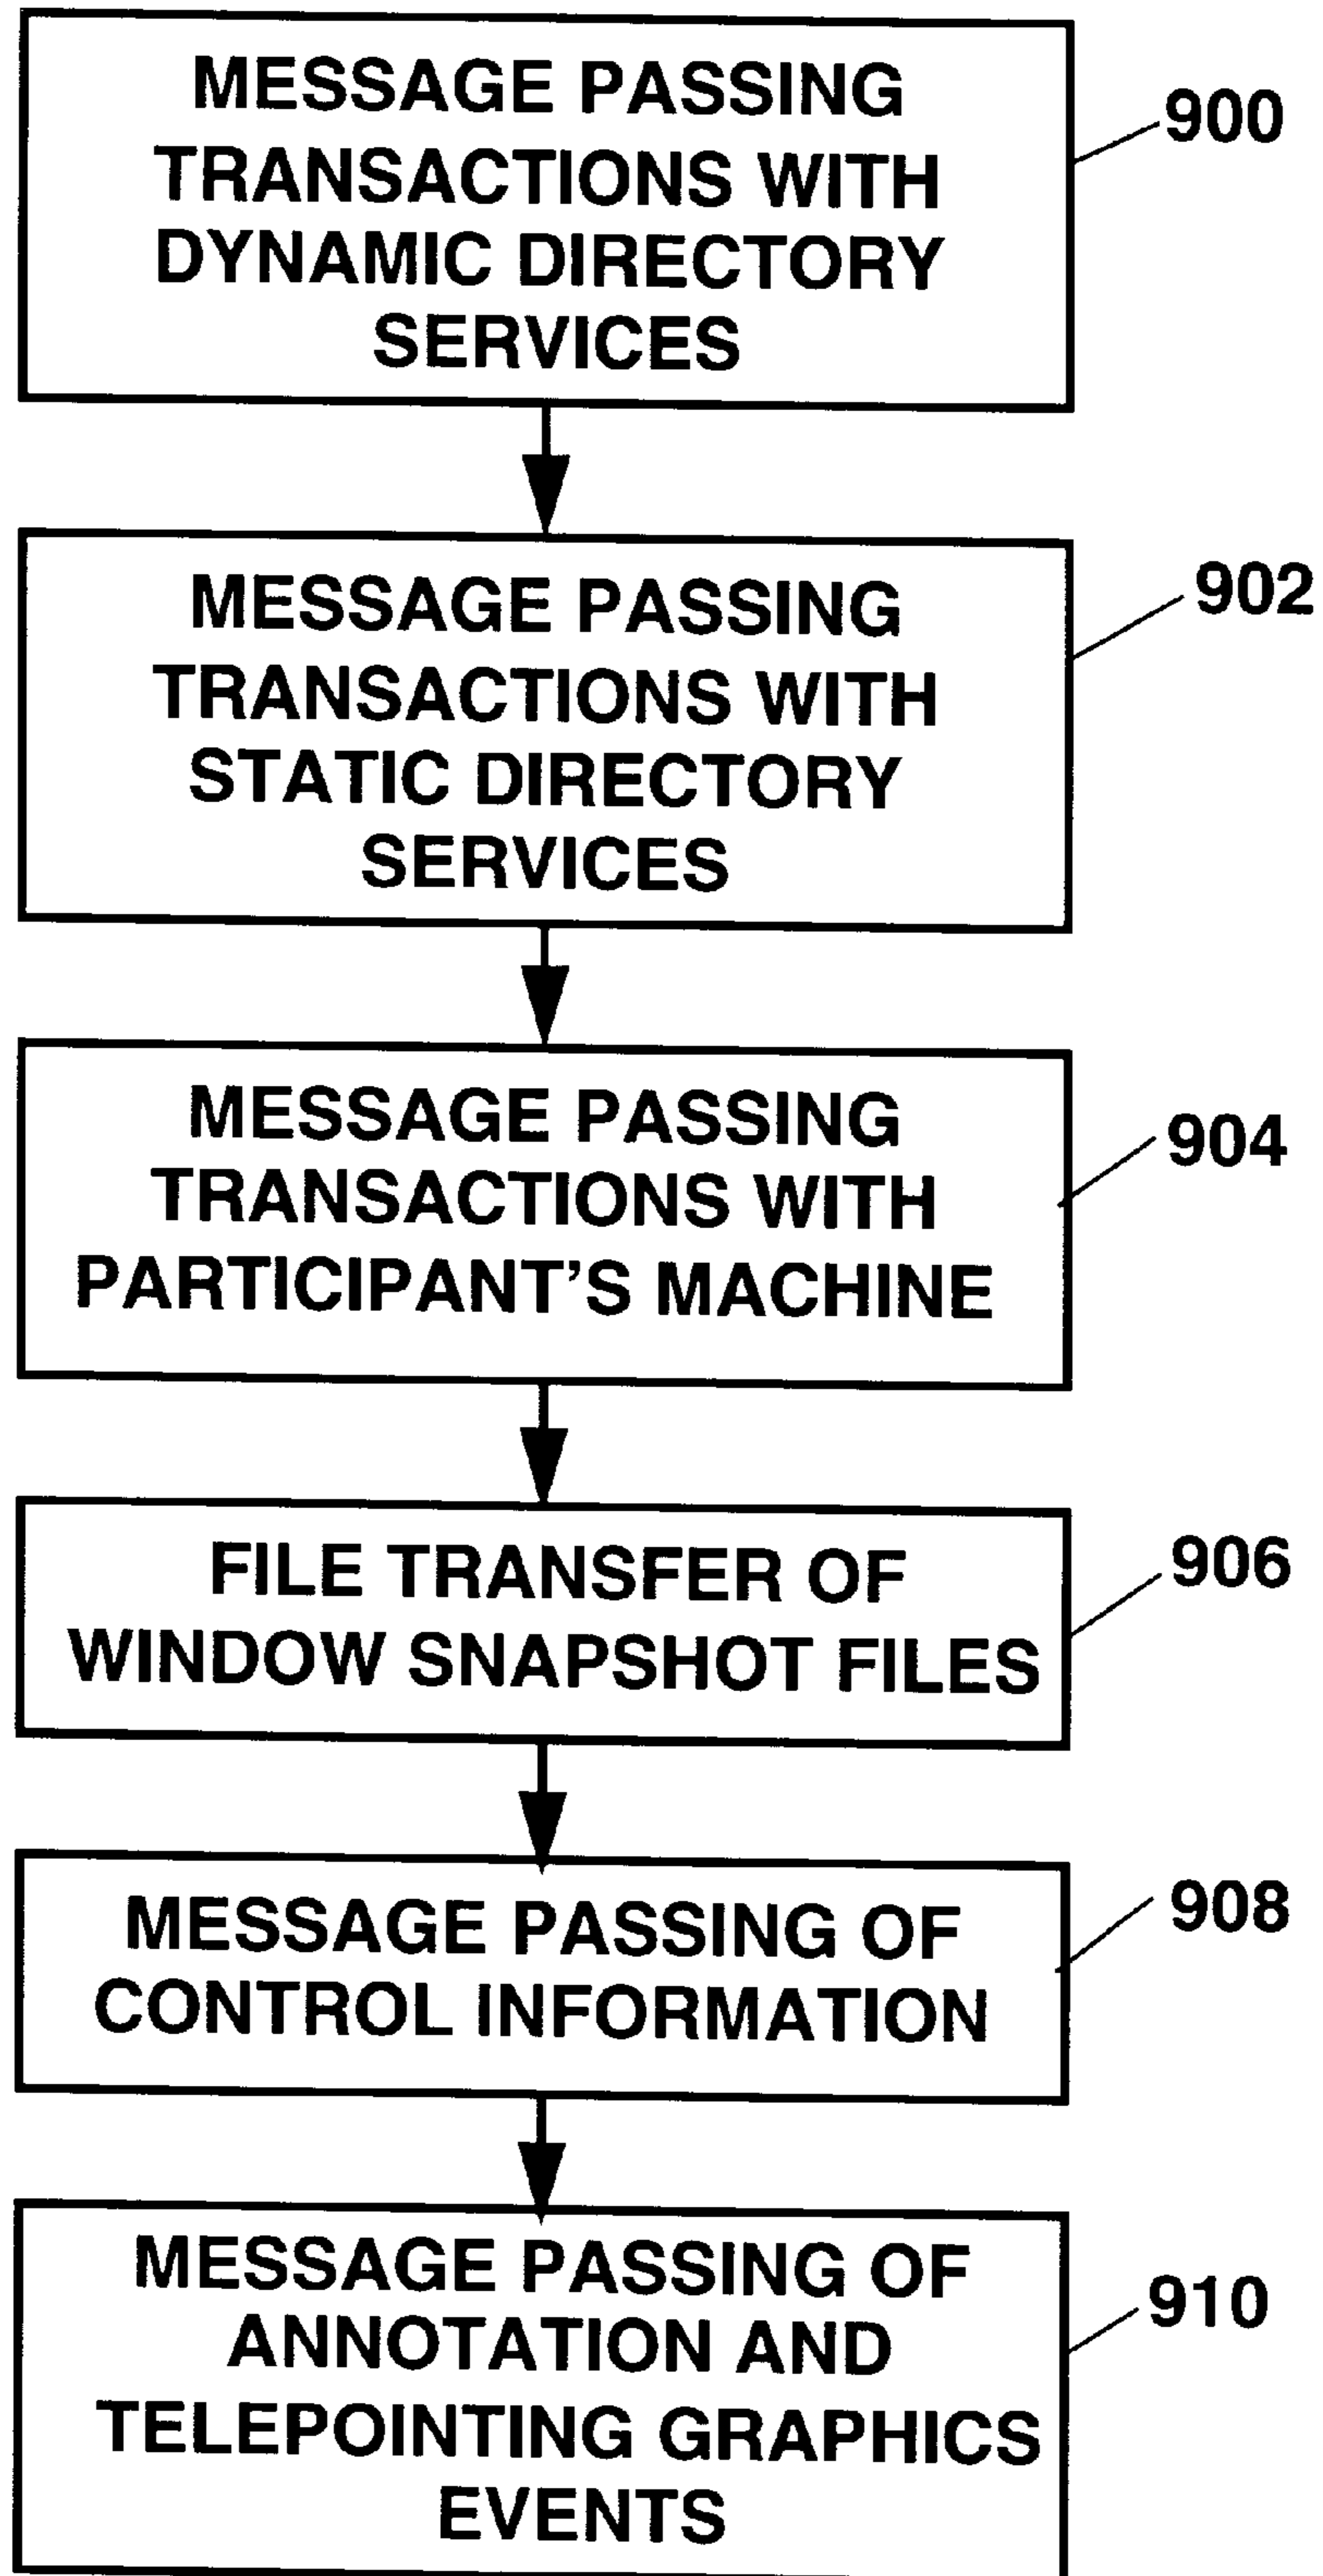 MESSAGE PASSING
TRANSACTIONS WITH
DYNAMIC DIRECTORY
SERVICES
900
MESSAGE PASSING
TRANSACTIONS WITH
STATIC DIRECTORY
SERVICES
902
MESSAGE PASSING
TRANSACTIONS WITH
PARTICIPANT'S MACHINE
904
FILE TRANSFER OF
WINDOW SNAPSHOT FILES
906
MESSAGE PASSING OF
CONTROL INFORMATION
908
MESSAGE PASSING OF
ANNOTATION AND
TELEPOINTING GRAPHICS
EVENTS
910